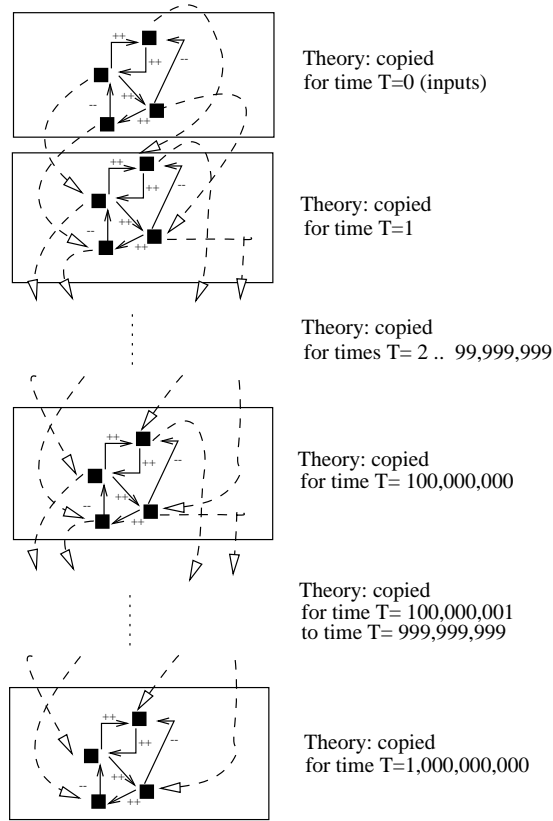 ++
++
--
++
++
--
Theory: copied
for time T=0 (inputs)
++
++
--
++
++
--
Theory: copied
for time T=1
Theory: copied
for times T= 2 .. 99,999,999
++
++
--
++
++
--
Theory: copied
for time T= 100,000,000
Theory: copied
for time T= 100,000,001
to time T= 999,999,999
++
++
--
++
++
--
Theory: copied
for time T=1,000,000,000